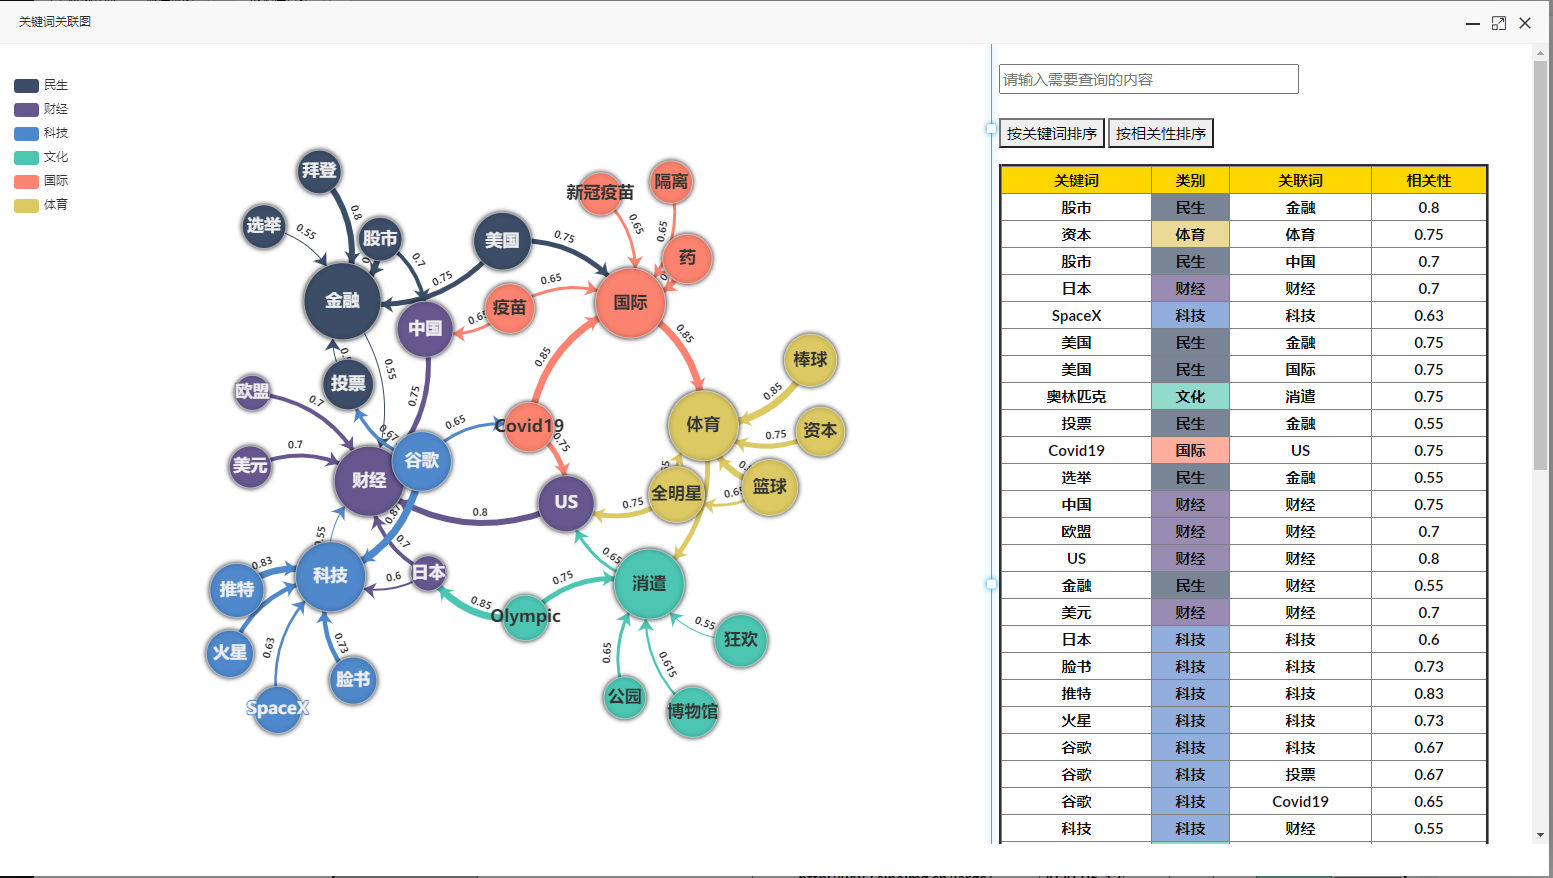 关键词关联图
民生
财经
科技
文化
国际
体育
拜登
新冠疫苗
隔离
选举
股市
美国
药
金融
疫苗
国际
中国
棒球
投票
欧盟
Covid19
体育
资本
谷歌
美元
财经
全明星
篮球
US
科技
日本
消遣
推特
Olympic
狂欢
火星
脸书
公园
SpaceX
博物馆
0.8
0.55
0.7
0.75
0.75
0.65
0.65
0.65
0.85
0.85
0.55
0.75
0.85
0.7
0.67
0.65
0.75
0.75
0.7
0.8
0.75
0.87
0.55
0.7
0.65
0.83
0.6
0.75
0.85
0.55
0.63
0.73
0.65
0.615
请输入需要查询的内容
按关键词排序 按相关性排序
关键词 类别 关联词 相关性
股市 民生 金融 0.8
资本 体育 体育 0.75
股市 民生 中国 0.7
日本 财经 财经 0.7
SpaceX 科技 科技 0.63
美国 民生 金融 0.75
美国 民生 国际 0.75
奥林匹克 文化 消遣 0.75
投票 民生 金融 0.55
Covid19 国际 US 0.75
选举 民生 金融 0.55
中国 财经 财经 0.75
欧盟 财经 财经 0.7
US 财经 财经 0.8
金融 民生 财经 0.55
美元 财经 财经 0.7
日本 科技 科技 0.6
脸书 科技 科技 0.73
推特 科技 科技 0.83
火星 科技 科技 0.73
谷歌 科技 科技 0.67
谷歌 科技 投票 0.67
谷歌 科技 Covid19 0.65
科技 科技 财经 0.55